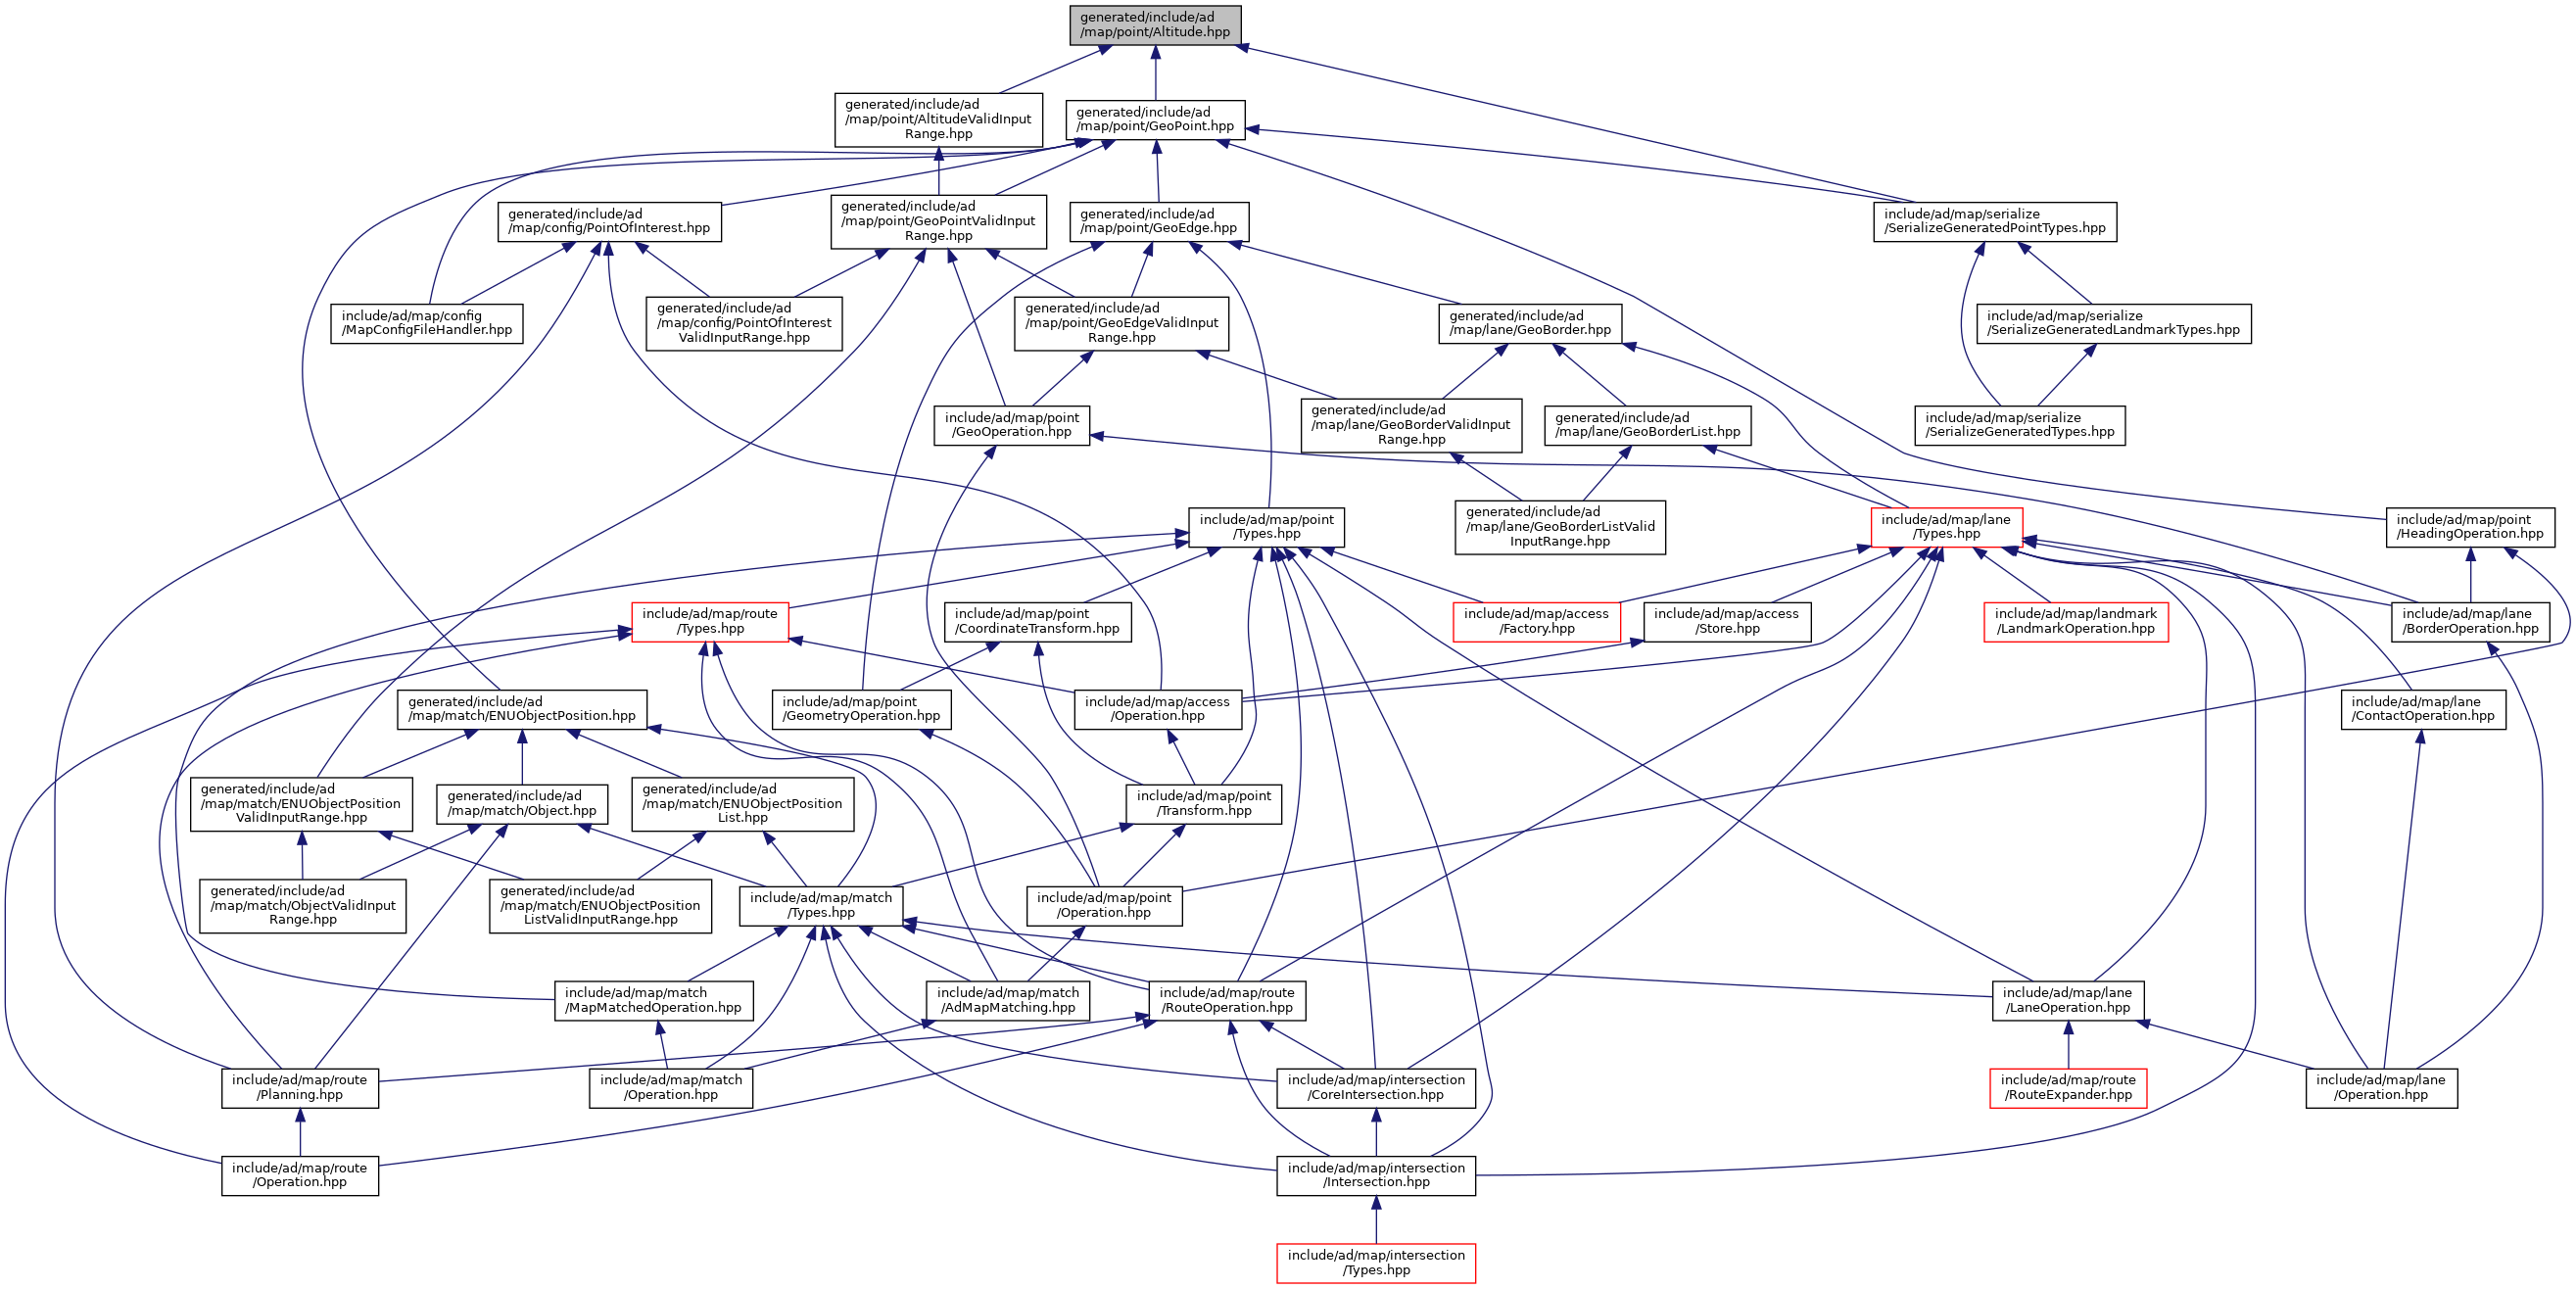 generated/include/ad
/map/point/Altitude.hpp
generated/include/ad
/map/point/AltitudeValidInput
Range.hpp
generated/include/ad
/map/point/GeoPoint.hpp
generated/include/ad
/map/config/PointOfInterest.hpp
generated/include/ad
/map/point/GeoPointValidInput
Range.hpp
generated/include/ad
/map/point/GeoEdge.hpp
include/ad/map/serialize
/SerializeGeneratedPointTypes.hpp
include/ad/map/config
/MapConfigFileHandler.hpp
generated/include/ad
/map/config/PointOfInterest
ValidInputRange.hpp
generated/include/ad
/map/point/GeoEdgeValidInput
Range.hpp
generated/include/ad
/map/lane/GeoBorder.hpp
include/ad/map/serialize
/SerializeGeneratedLandmarkTypes.hpp
include/ad/map/point
/GeoOperation.hpp
generated/include/ad
/map/lane/GeoBorderValidInput
Range.hpp
generated/include/ad
/map/lane/GeoBorderList.hpp
include/ad/map/serialize
/SerializeGeneratedTypes.hpp
include/ad/map/point
/Types.hpp
generated/include/ad
/map/lane/GeoBorderListValid
InputRange.hpp
include/ad/map/lane
/Types.hpp
include/ad/map/point
/HeadingOperation.hpp
include/ad/map/route
/Types.hpp
include/ad/map/point
/CoordinateTransform.hpp
include/ad/map/access
/Factory.hpp
include/ad/map/access
/Store.hpp
include/ad/map/landmark
/LandmarkOperation.hpp
include/ad/map/lane
/BorderOperation.hpp
generated/include/ad
/map/match/ENUObjectPosition.hpp
include/ad/map/point
/GeometryOperation.hpp
include/ad/map/access
/Operation.hpp
include/ad/map/lane
/ContactOperation.hpp
generated/include/ad
/map/match/ENUObjectPosition
ValidInputRange.hpp
generated/include/ad
/map/match/Object.hpp
generated/include/ad
/map/match/ENUObjectPosition
List.hpp
include/ad/map/point
/Transform.hpp
generated/include/ad
/map/match/ObjectValidInput
Range.hpp
generated/include/ad
/map/match/ENUObjectPosition
ListValidInputRange.hpp
include/ad/map/match
/Types.hpp
include/ad/map/point
/Operation.hpp
include/ad/map/match
/MapMatchedOperation.hpp
include/ad/map/match
/AdMapMatching.hpp
include/ad/map/route
/RouteOperation.hpp
include/ad/map/lane
/LaneOperation.hpp
include/ad/map/route
/Planning.hpp
include/ad/map/match
/Operation.hpp
include/ad/map/intersection
/CoreIntersection.hpp
include/ad/map/route
/RouteExpander.hpp
include/ad/map/lane
/Operation.hpp
include/ad/map/route
/Operation.hpp
include/ad/map/intersection
/Intersection.hpp
include/ad/map/intersection
/Types.hpp